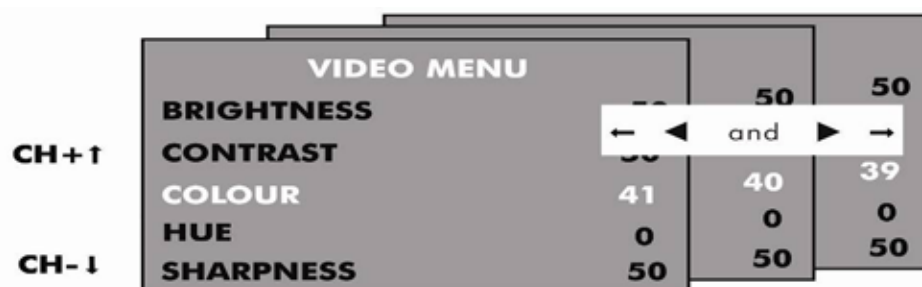 VIDEO MENU
BRIGHTNESS 50 50
← ◄ and ► →
CH+↑ CONTRAST
COLOUR 41 40 39
HUE 0 0 0
CH-↓ SHARPNESS 50 50 50